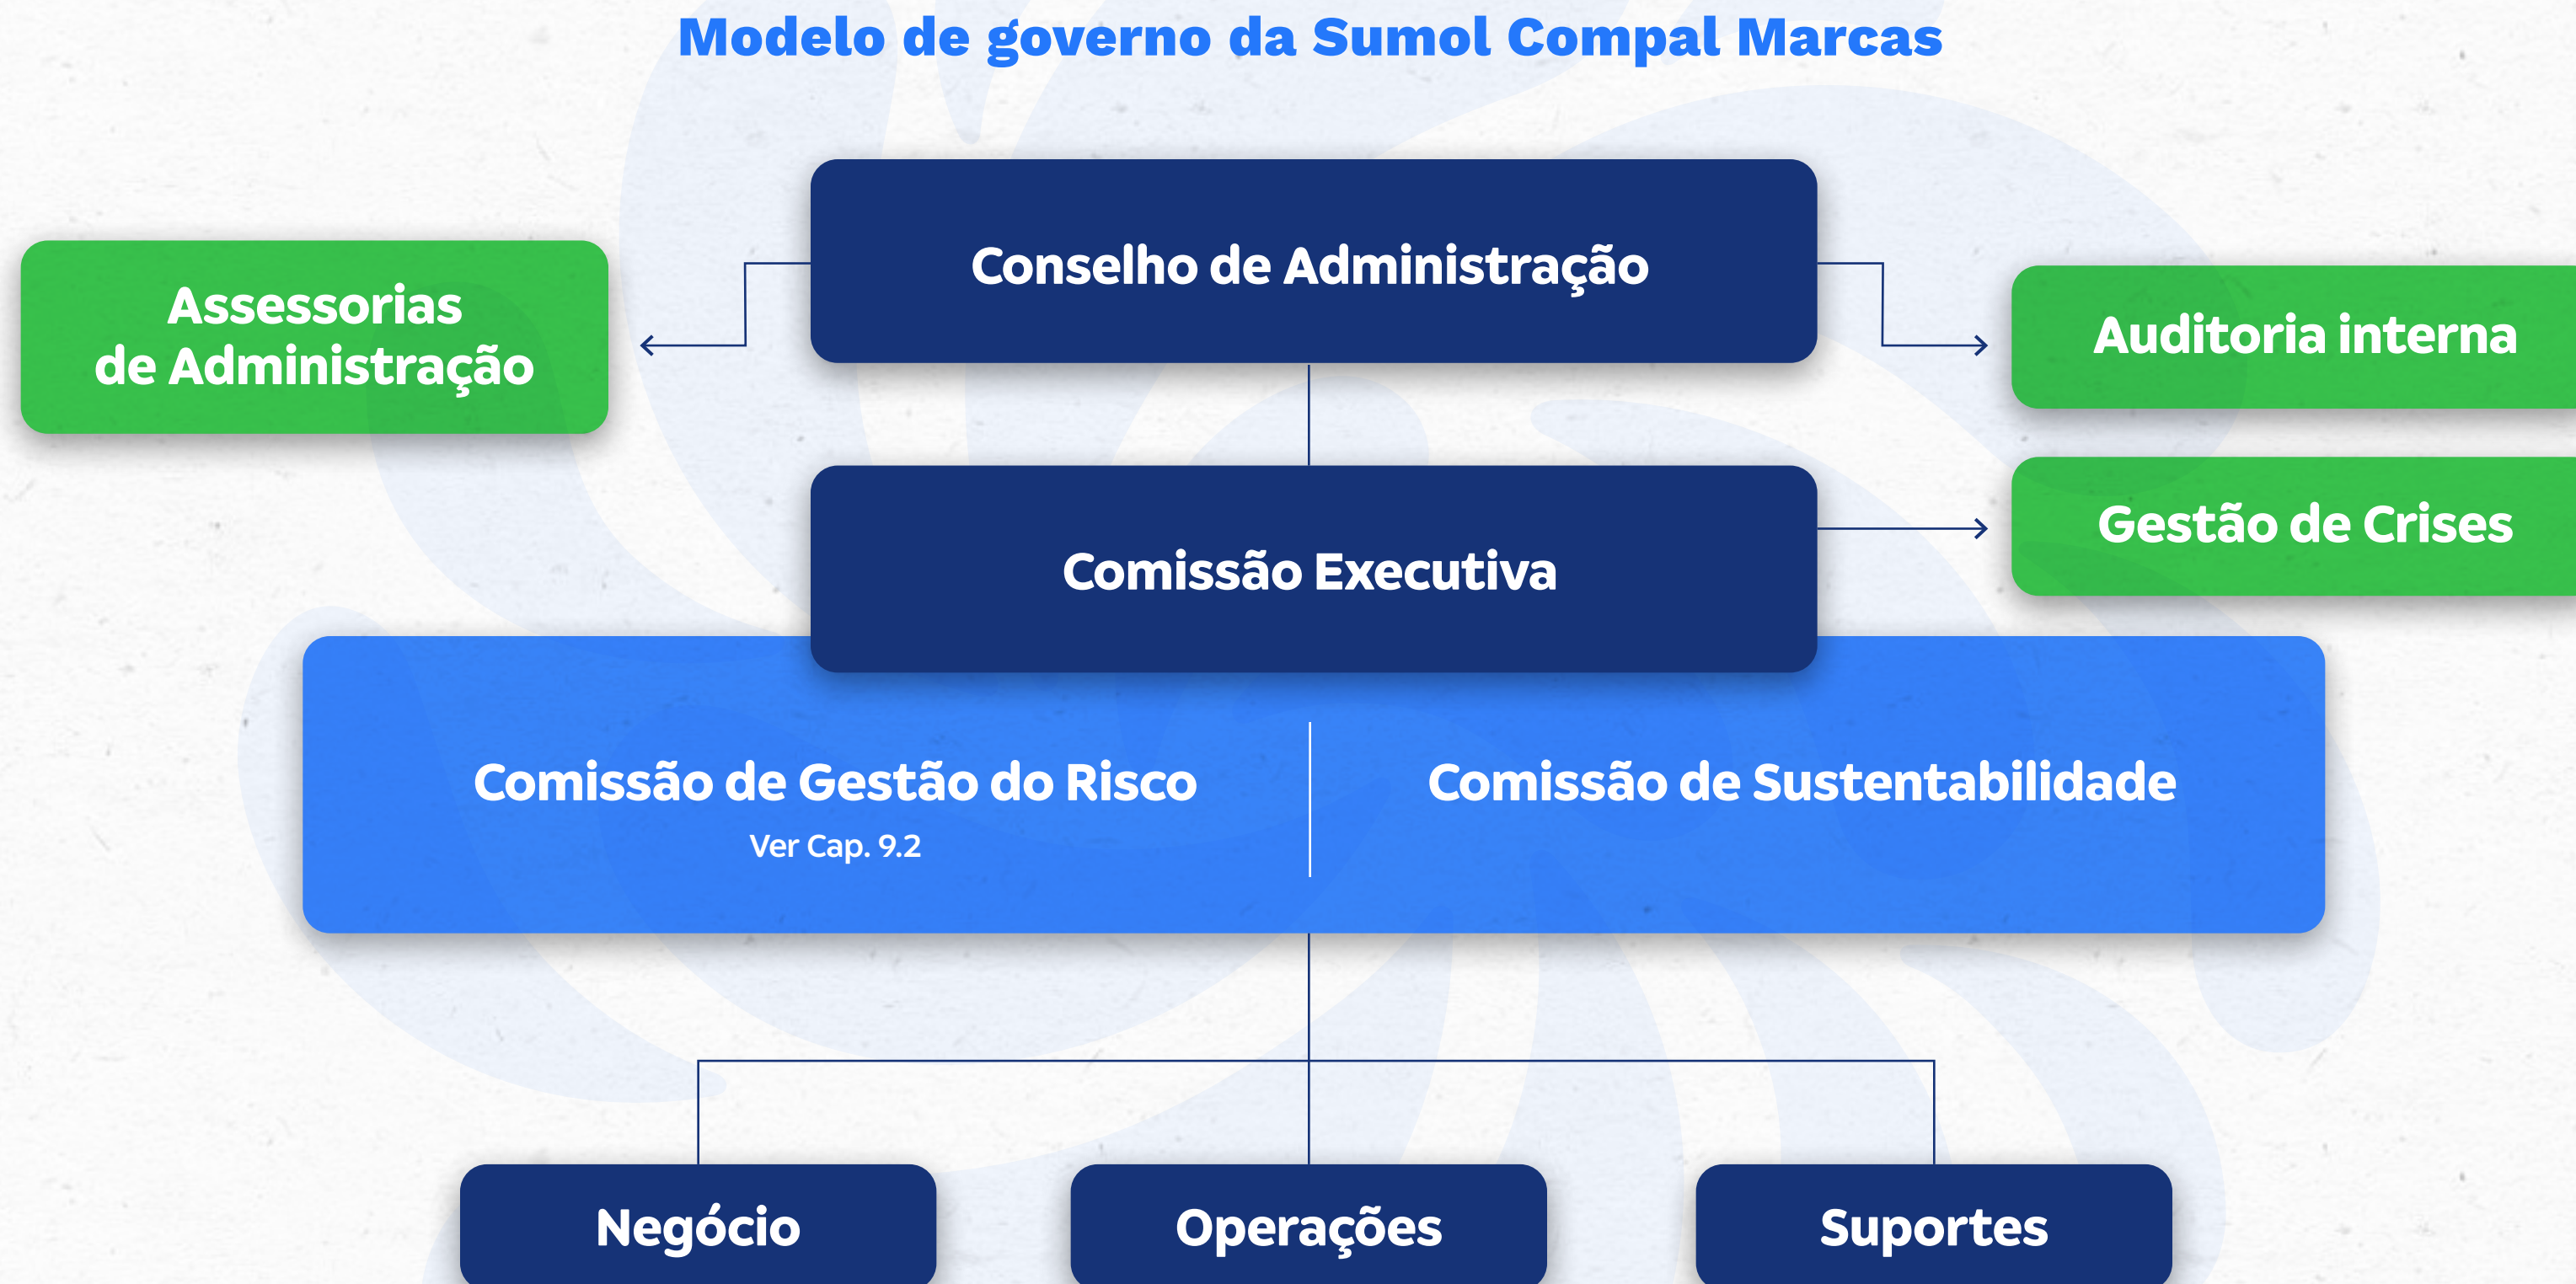 Modelo de governo da Sumol Compal Marcas
Conselho de Administração
Assessorias
de Administração
Auditoria interna
Comissão Executiva
Gestão de Crises
Comissão de Gestão do Risco
Ver Cap. 9.2
Comissão de Sustentabilidade
Negócio
Operações
Suportes